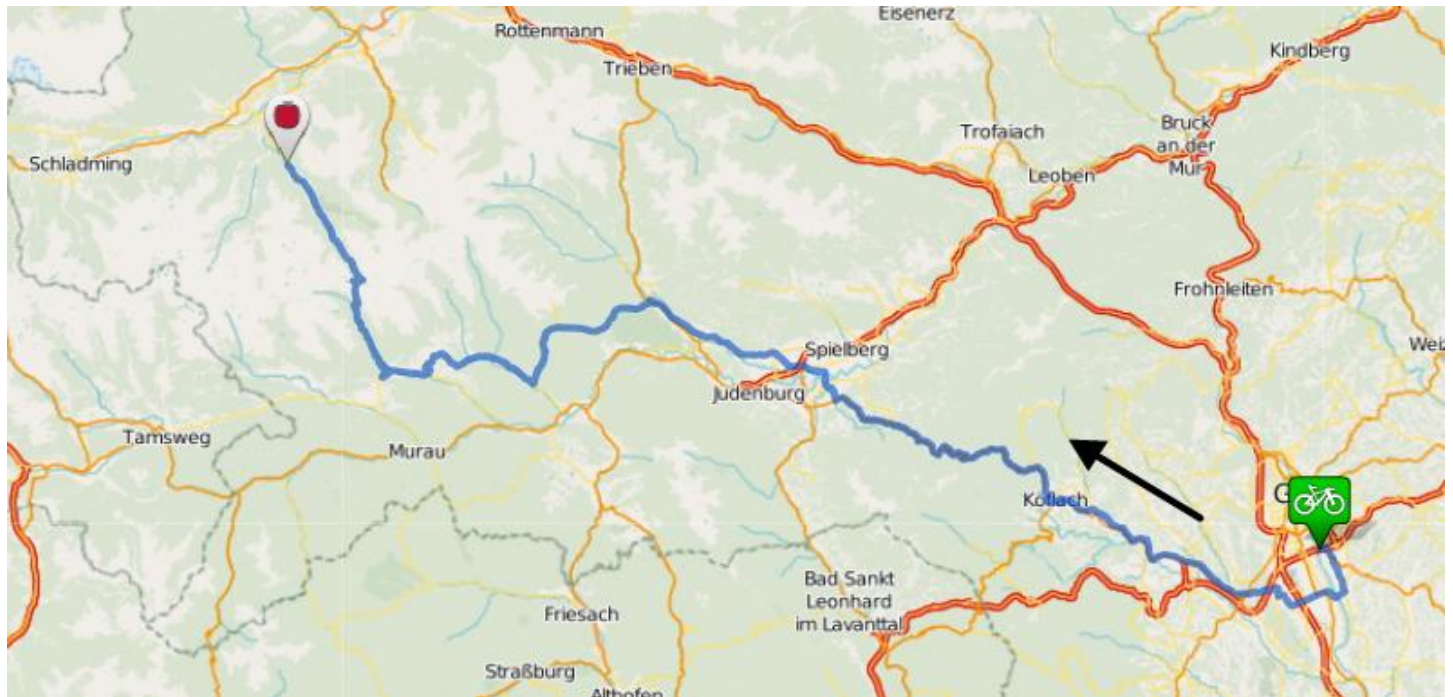 Eisenerz
Rottenmann
Kindberg
Trieben
Bruck
an der
Mur
Trofaiach
Schladming
Leoben
Frohnleiten
Spielberg
Judenburg
Tamsweg
Murau
Köflach
G
Bad Sankt
Leonhard
im Lavanttal
Friesach
Straßburg
Althofen
Weiz